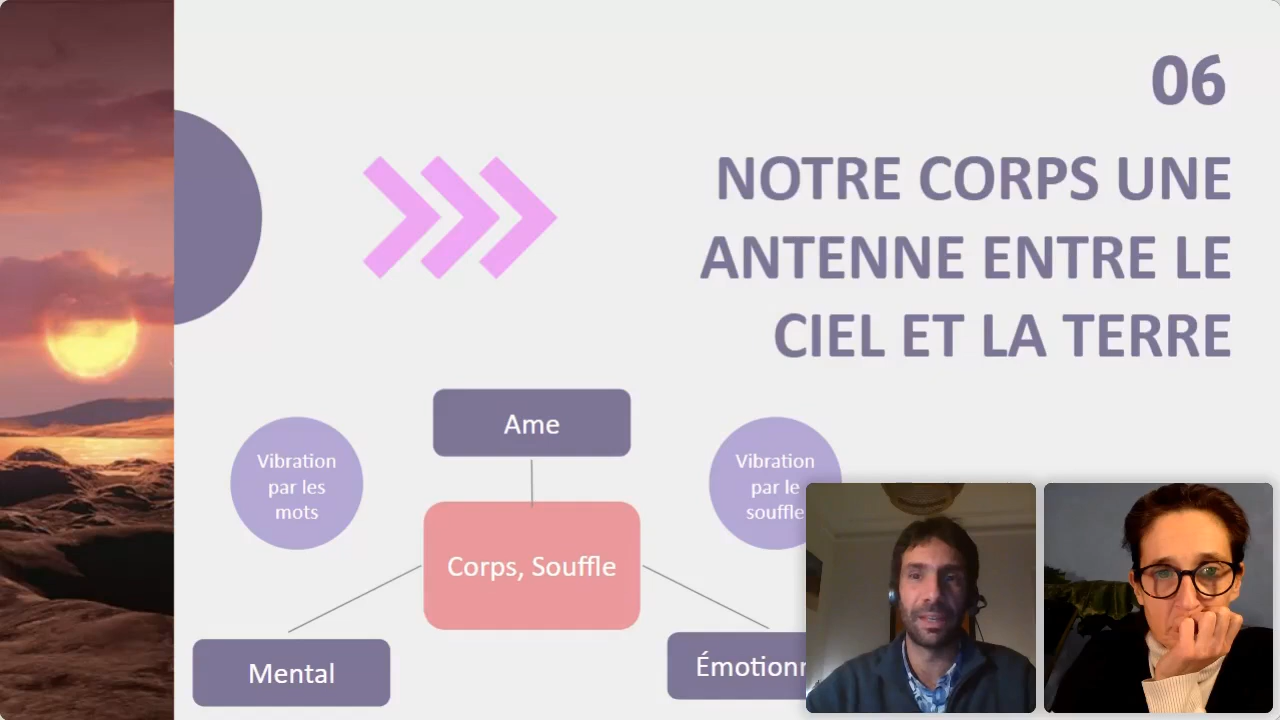 06
NOTRE CORPS UNE
ANTENNE ENTRE LE
CIEL ET LA TERRE
Ame
Vibration
par les
mots
Vibration
par le
souffle
Corps, Souffle
Mental